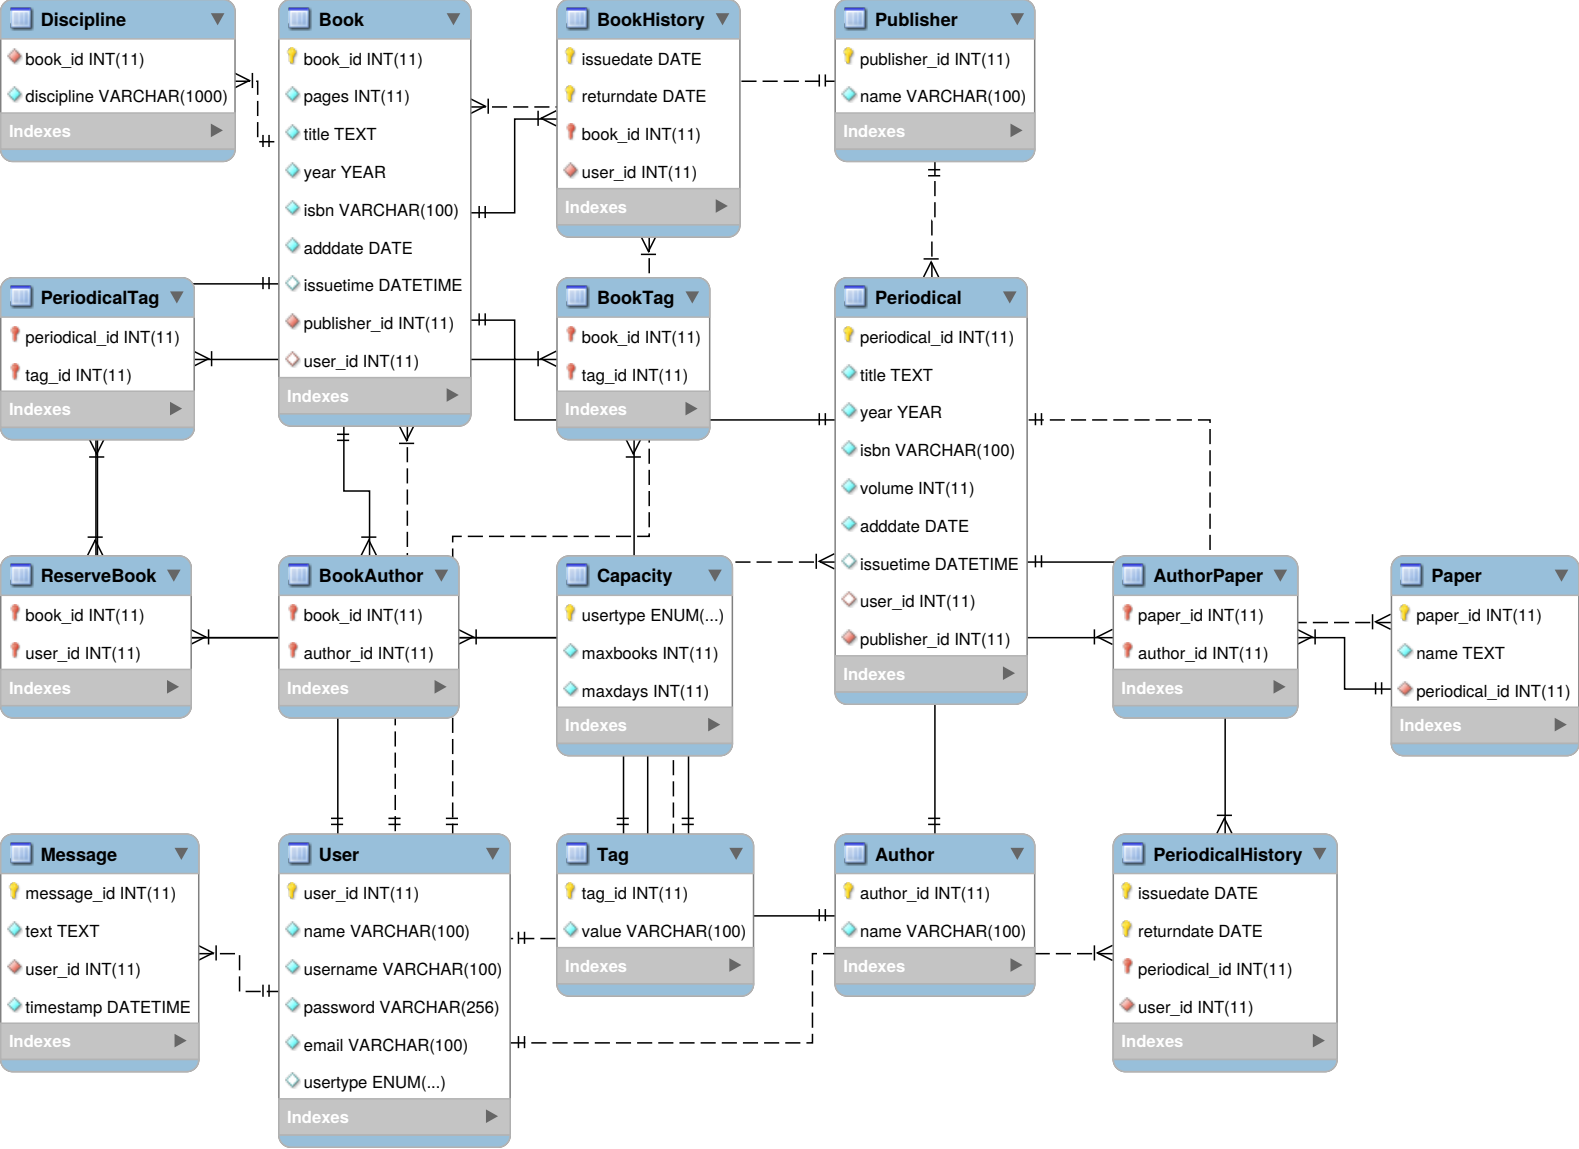 Discipline
book_id INT(11)
discipline VARCHAR(1000)
Indexes
Book
book_id INT(11)
pages INT(11)
title TEXT
year YEAR
isbn VARCHAR(100)
adddate DATE
issuetime DATETIME
publisher_id INT(11)
user_id INT(11)
Indexes
BookHistory
issuedate DATE
returndate DATE
book_id INT(11)
user_id INT(11)
Indexes
Publisher
publisher_id INT(11)
name VARCHAR(100)
Indexes
PeriodicalTag
periodical_id INT(11)
tag_id INT(11)
Indexes
BookTag
book_id INT(11)
tag_id INT(11)
Indexes
Periodical
periodical_id INT(11)
title TEXT
year YEAR
isbn VARCHAR(100)
volume INT(11)
adddate DATE
issuetime DATETIME
user_id INT(11)
publisher_id INT(11)
Indexes
ReserveBook
book_id INT(11)
user_id INT(11)
Indexes
BookAuthor
book_id INT(11)
author_id INT(11)
Indexes
Capacity
usertype ENUM(...)
maxbooks INT(11)
maxdays INT(11)
Indexes
AuthorPaper
paper_id INT(11)
author_id INT(11)
Indexes
Paper
paper_id INT(11)
name TEXT
periodical_id INT(11)
Indexes
Message
message_id INT(11)
text TEXT
user_id INT(11)
timestamp DATETIME
Indexes
User
user_id INT(11)
name VARCHAR(100)
username VARCHAR(100)
password VARCHAR(256)
email VARCHAR(100)
usertype ENUM(...)
Indexes
Tag
tag_id INT(11)
value VARCHAR(100)
Indexes
Author
author_id INT(11)
name VARCHAR(100)
Indexes
PeriodicalHistory
issuedate DATE
returndate DATE
periodical_id INT(11)
user_id INT(11)
Indexes